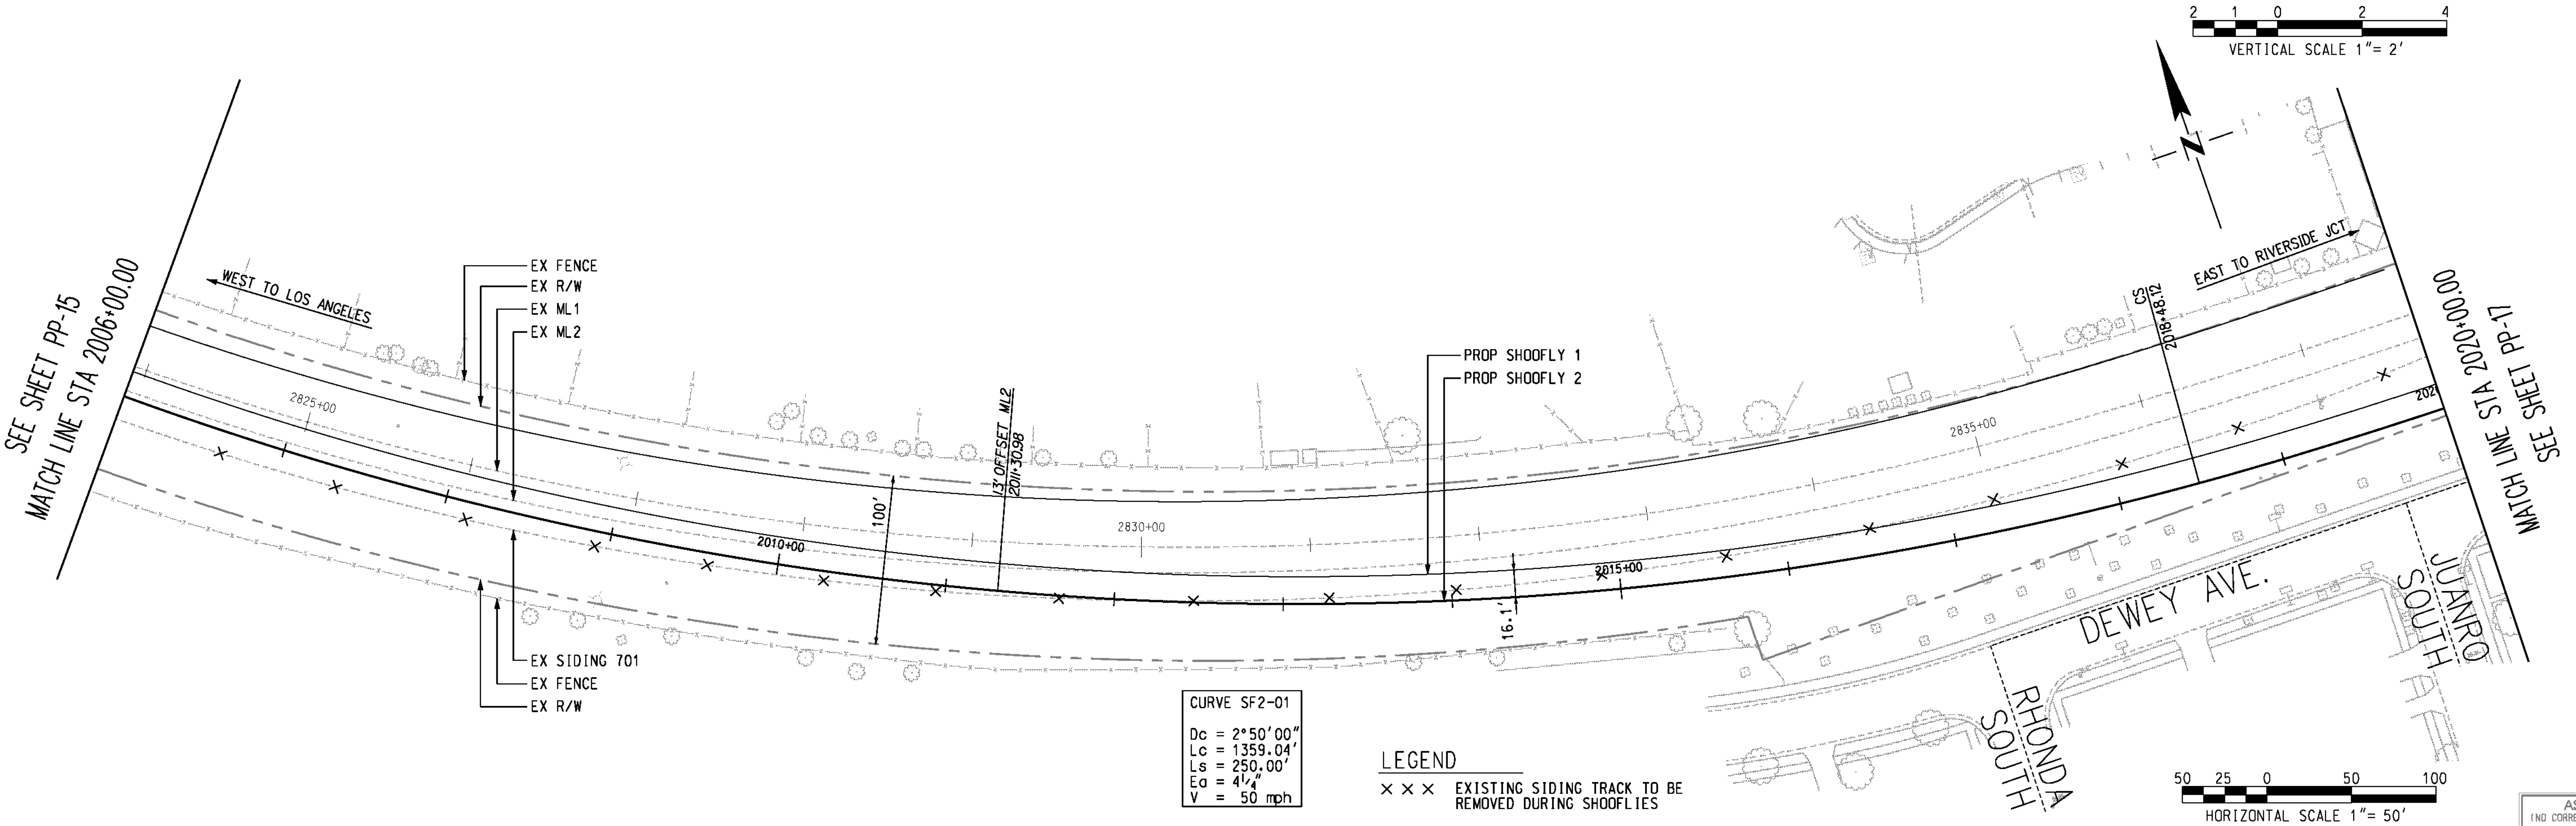 2 1 0 2 4
VERTICAL SCALE 1"= 2'
N
SEE SHEET PP-15
MATCH LINE STA 2006+00.00
WEST TO LOS ANGELES
EX FENCE
EX R/W
EX ML1
EX ML2
2825+00
13' OFFSET ML2
2011+30.98
100'
2010+00
2830+00
PROP SHOOFLY 1
PROP SHOOFLY 2
16.1'
2015+00
2835+00
CS
2018+48.12
EAST TO RIVERSIDE JCT
202
MATCH LINE STA 2020+00.00
SEE SHEET PP-17
EX SIDING 701
EX FENCE
EX R/W
DEWEY AVE.
RHONDA
SOUTH
JUANRO
SOUTH
CURVE SF2-01
Dc = 2°50'00"
Lc = 1359.04'
Ls = 250.00'
Ea = 4 1/4"
V = 50 mph
LEGEND
× × × EXISTING SIDING TRACK TO BE
REMOVED DURING SHOOFLIES
50 25 0 50 100
HORIZONTAL SCALE 1"= 50'
AS